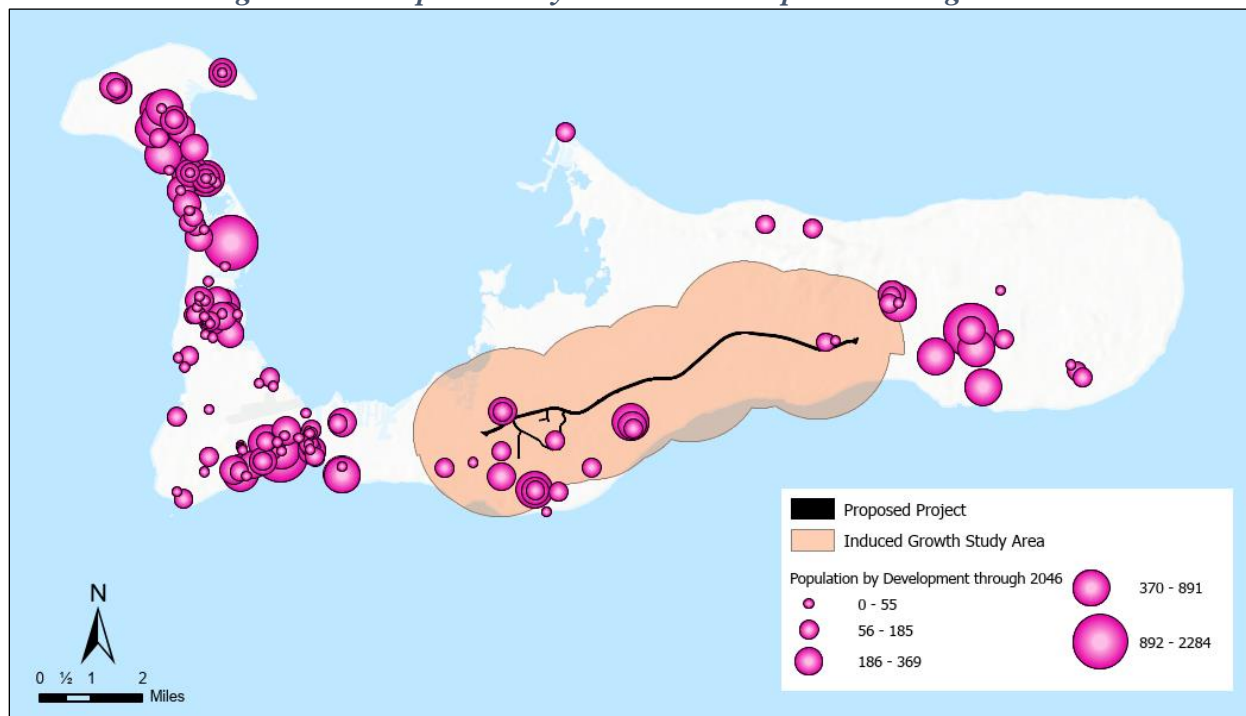 Proposed Project
Induced Growth Study Area
Population by Development through 2046
0 - 55
56 - 185
186 - 369
370 - 891
892 - 2284
N
0 ½ 1 2
Miles